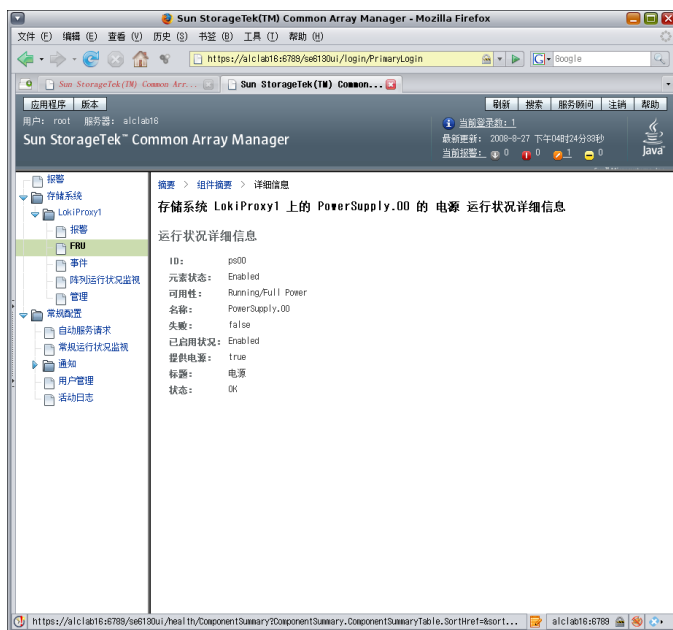 Sun StorageTek(TM) Common Array Manager - Mozilla Firefox
文件 (F) 编辑 (E) 查看 (V) 历史 (S) 书签 (B) 工具 (T) 帮助 (H)
https://alclab16:6789/se6130ui/login/PrimaryLogin
G Google
Sun StorageTek(TM) Common Arr... Sun StorageTek(TM) Common...
应用程序 版本 刷新 搜索 服务顾问 注销 帮助
用户: root 服务器: alclab16
当前登录数: 1
Sun StorageTek™ Common Array Manager
最新更新: 2008-8-27 下午04时24分33秒
当前报警: 0 0 1 0
Java
报警
存储系统
LokiProxy1
报警
FRU
事件
阵列运行状况监视
管理
常规配置
自动服务请求
常规运行状况监视
通知
用户管理
活动日志
摘要 > 组件摘要 > 详细信息
存储系统 LokiProxy1 上的 PowerSupply.00 的 电源 运行状况详细信息
运行状况详细信息
ID: ps00
元素状态: Enabled
可用性: Running/Full Power
名称: PowerSupply.00
失败: false
已启用状况: Enabled
提供电源: true
标题: 电源
状态: OK
https://alclab16:6789/se6130ui/health/ComponentSummary?ComponentSummary.ComponentSummaryTable.SortHref=&sort...
alclab16:6789